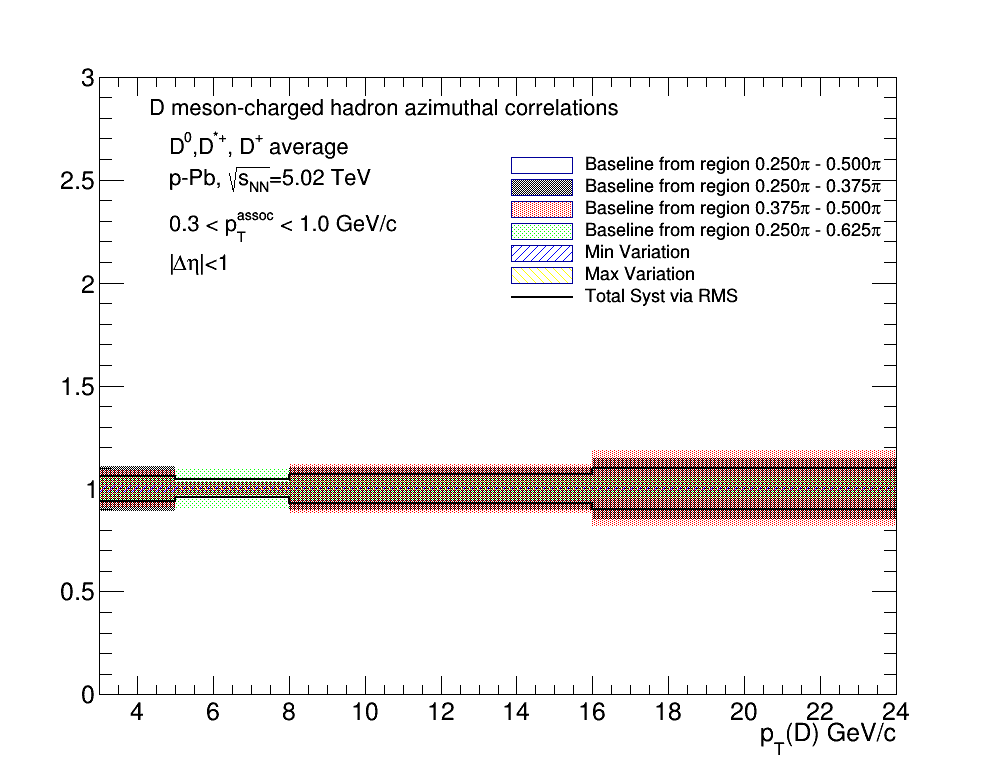 D meson-charged hadron azimuthal correlations
D⁰,D*⁺, D⁺ average
p-Pb, √s_NN=5.02 TeV
0.3 < p_T^assoc < 1.0 GeV/c
|Δη|<1
Baseline from region 0.250π - 0.500π
Baseline from region 0.250π - 0.375π
Baseline from region 0.375π - 0.500π
Baseline from region 0.250π - 0.625π
Min Variation
Max Variation
Total Syst via RMS
3
2.5
2
1.5
1
0.5
0
4 6 8 10 12 14 16 18 20 22 24
p_T(D) GeV/c